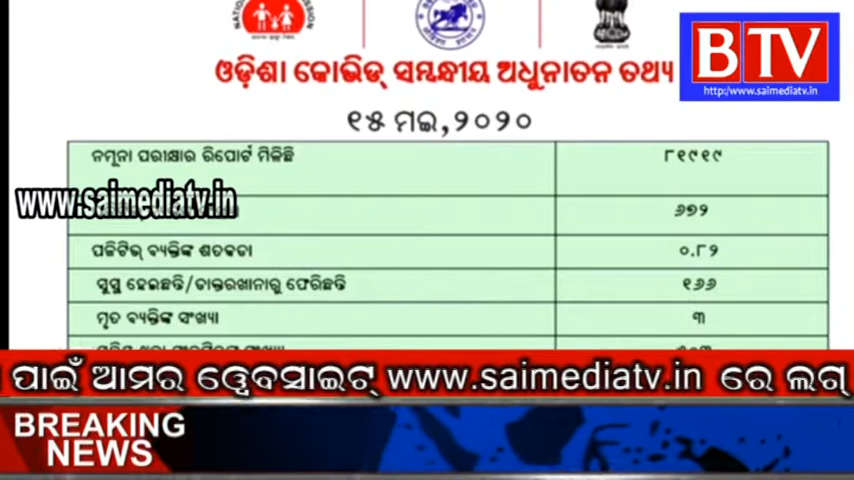 ଓଡ଼ିଶା କୋଭିଡ୍ ସମ୍ବନ୍ଧୀୟ ଅଧୁନାତନ ତଥ୍ୟ
BTV
http:/www.saimediatv.in
୧୫ ମଇ,୨୦୨୦
ନମୂନା ପରୀକ୍ଷାର ରିପୋର୍ଟ ମିଳିଛି ୮୧୯୧୯
www.saimediatv.in
୬୭୨
ପଜିଟିଭ୍ ବ୍ୟକ୍ତିଙ୍କ ଶତକଡା ୦.୮୨
ସୁସ୍ଥ ହେଇଛନ୍ତି/ଡାକ୍ତରଖାନାରୁ ଫେରିଛନ୍ତି ୧୬୬
ମୃତ ବ୍ୟକ୍ତିଙ୍କ ସଂଖ୍ୟା ୩
ପାଇଁ ଆମର ୱେବସାଇଟ୍ www.saimediatv.in ରେ ଲଗ୍
BREAKING
NEWS